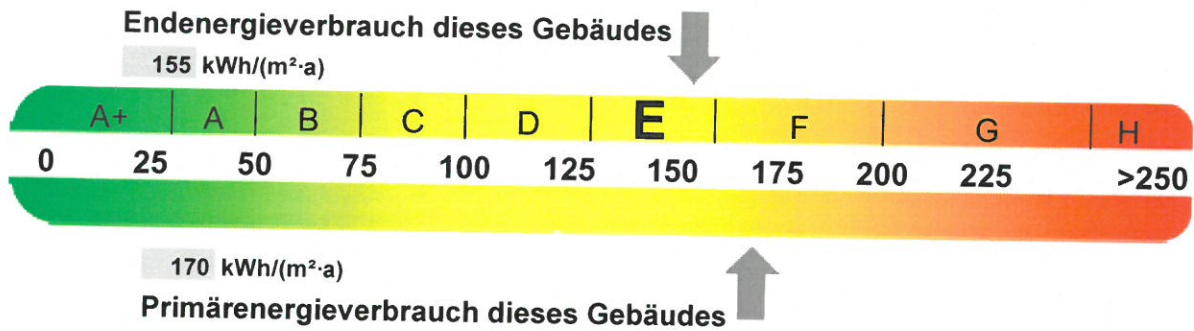 Endenergieverbrauch dieses Gebäudes
155 kWh/(m²·a)
A+ A B C D E F G H
0 25 50 75 100 125 150 175 200 225 >250
170 kWh/(m²·a)
Primärenergieverbrauch dieses Gebäudes